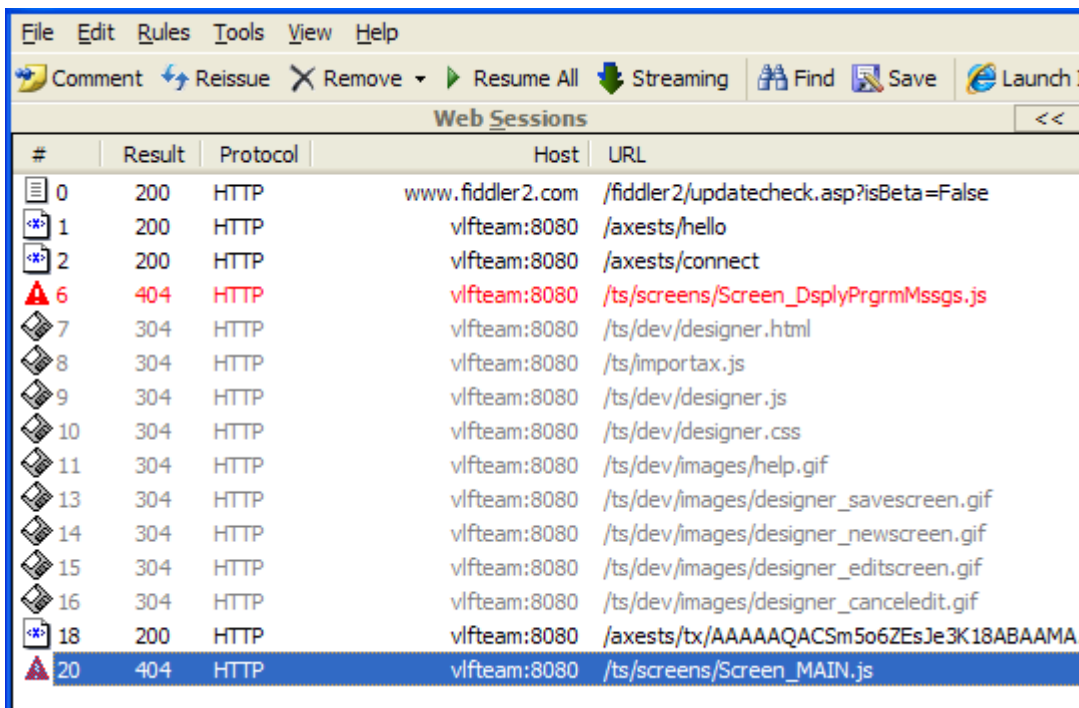 File Edit Rules Tools View Help
Comment Reissue Remove Resume All Streaming Find Save Launch
Web Sessions <<
# Result Protocol Host URL
0 200 HTTP www.fiddler2.com /fiddler2/updatecheck.asp?isBeta=False
1 200 HTTP vlfteam:8080 /axests/hello
2 200 HTTP vlfteam:8080 /axests/connect
6 404 HTTP vlfteam:8080 /ts/screens/Screen_DsplyPrgrmMssgs.js
7 304 HTTP vlfteam:8080 /ts/dev/designer.html
8 304 HTTP vlfteam:8080 /ts/importax.js
9 304 HTTP vlfteam:8080 /ts/dev/designer.js
10 304 HTTP vlfteam:8080 /ts/dev/designer.css
11 304 HTTP vlfteam:8080 /ts/dev/images/help.gif
13 304 HTTP vlfteam:8080 /ts/dev/images/designer_savescreen.gif
14 304 HTTP vlfteam:8080 /ts/dev/images/designer_newscreen.gif
15 304 HTTP vlfteam:8080 /ts/dev/images/designer_editscreen.gif
16 304 HTTP vlfteam:8080 /ts/dev/images/designer_canceledit.gif
18 200 HTTP vlfteam:8080 /axests/tx/AAAAAQACSm5o6ZEsJe3K18ABAAMA
20 404 HTTP vlfteam:8080 /ts/screens/Screen_MAIN.js